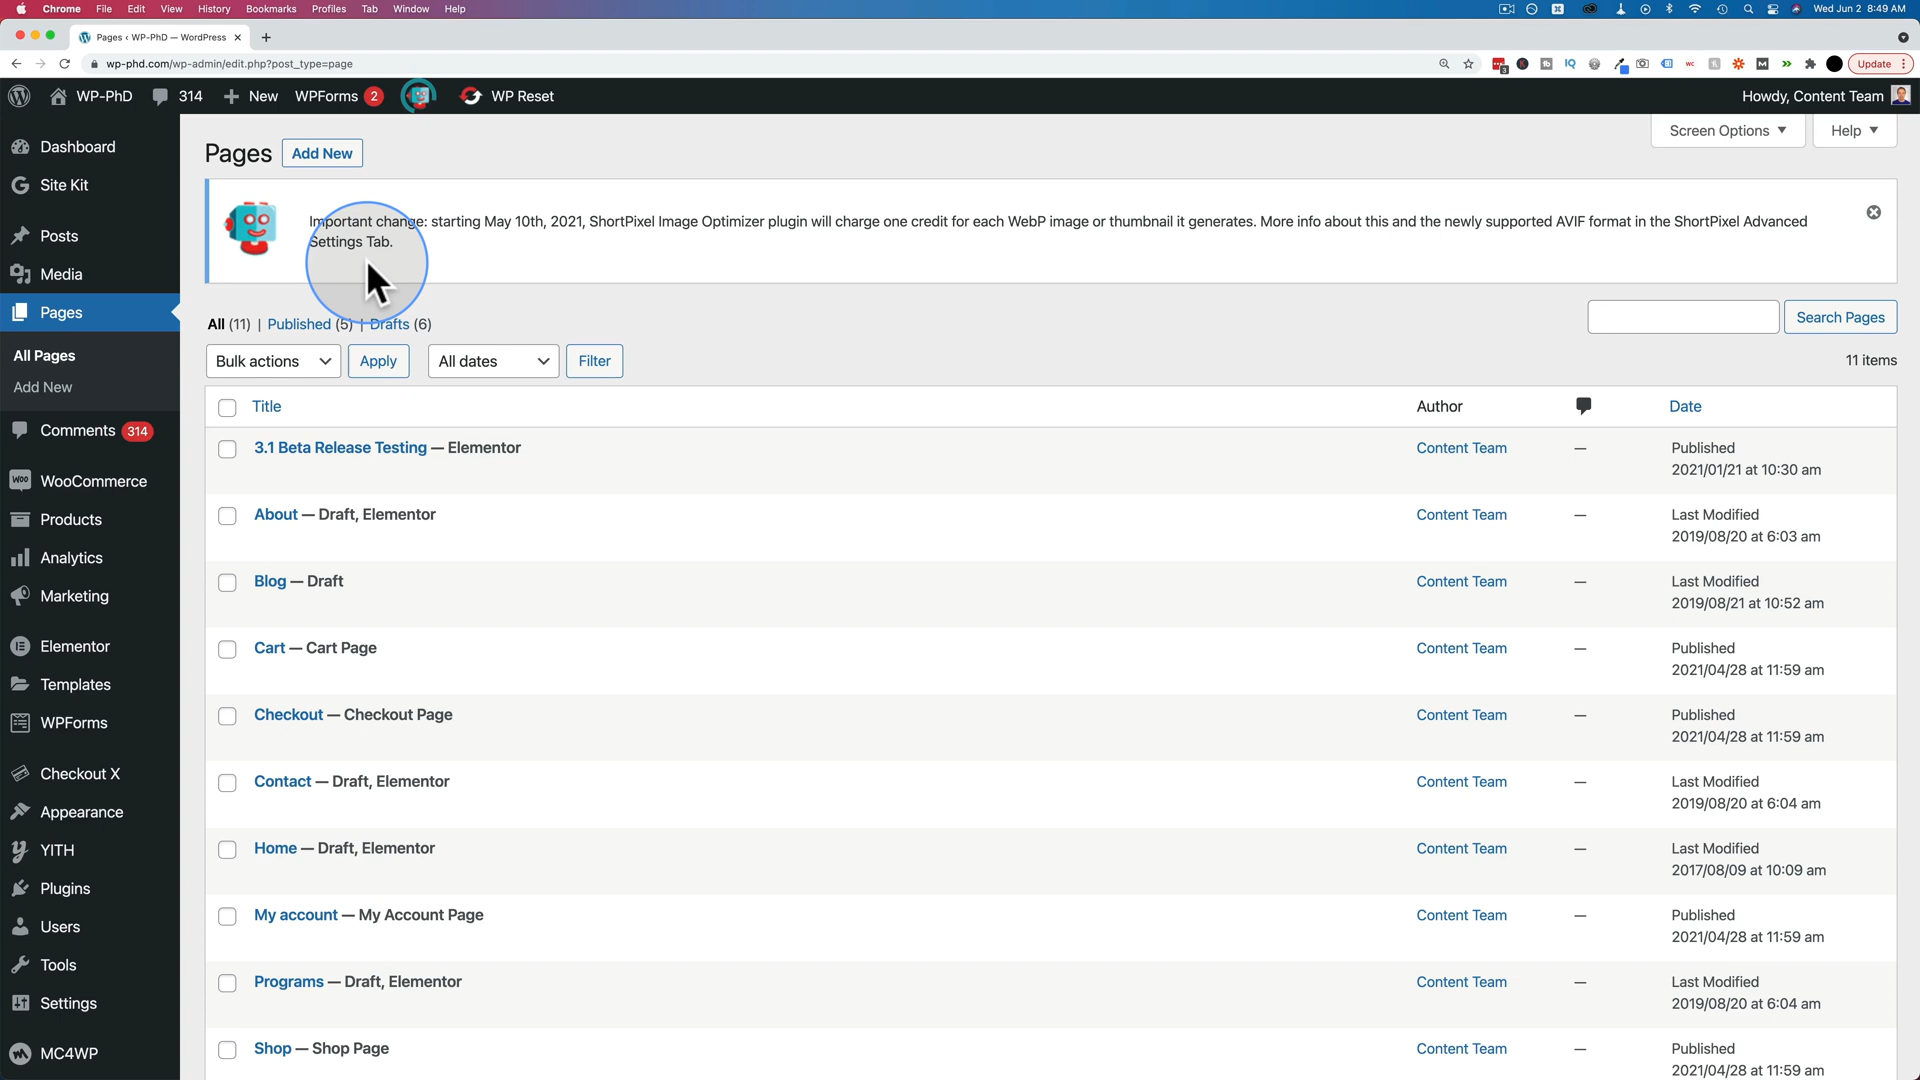 Chrome File Edit View History Bookmarks Profiles Tab Window Help Wed Jun 2 8:49 AM
Pages ‹ WP-PhD — WordPress
wp-phd.com/wp-admin/edit.php?post_type=page Update
WP-PhD 314 New WPForms 2 WP Reset Howdy, Content Team
Screen Options Help
Dashboard
Site Kit
Posts
Media
Pages
All Pages
Add New
Comments 314
WooCommerce
Products
Analytics
Marketing
Elementor
Templates
WPForms
Checkout X
Appearance
YITH
Plugins
Users
Tools
Settings
MC4WP
Pages Add New
Important change: starting May 10th, 2021, ShortPixel Image Optimizer plugin will charge one credit for each WebP image or thumbnail it generates. More info about this and the newly supported AVIF format in the ShortPixel Advanced
Settings Tab.
All (11) | Published (5) | Drafts (6)
Search Pages
Bulk actions Apply All dates Filter 11 items
Title Author Date
3.1 Beta Release Testing — Elementor Content Team — Published
2021/01/21 at 10:30 am
About — Draft, Elementor Content Team — Last Modified
2019/08/20 at 6:03 am
Blog — Draft Content Team — Last Modified
2019/08/21 at 10:52 am
Cart — Cart Page Content Team — Published
2021/04/28 at 11:59 am
Checkout — Checkout Page Content Team — Published
2021/04/28 at 11:59 am
Contact — Draft, Elementor Content Team — Last Modified
2019/08/20 at 6:04 am
Home — Draft, Elementor Content Team — Last Modified
2017/08/09 at 10:09 am
My account — My Account Page Content Team — Published
2021/04/28 at 11:59 am
Programs — Draft, Elementor Content Team — Last Modified
2019/08/20 at 6:04 am
Shop — Shop Page Content Team — Published
2021/04/28 at 11:59 am